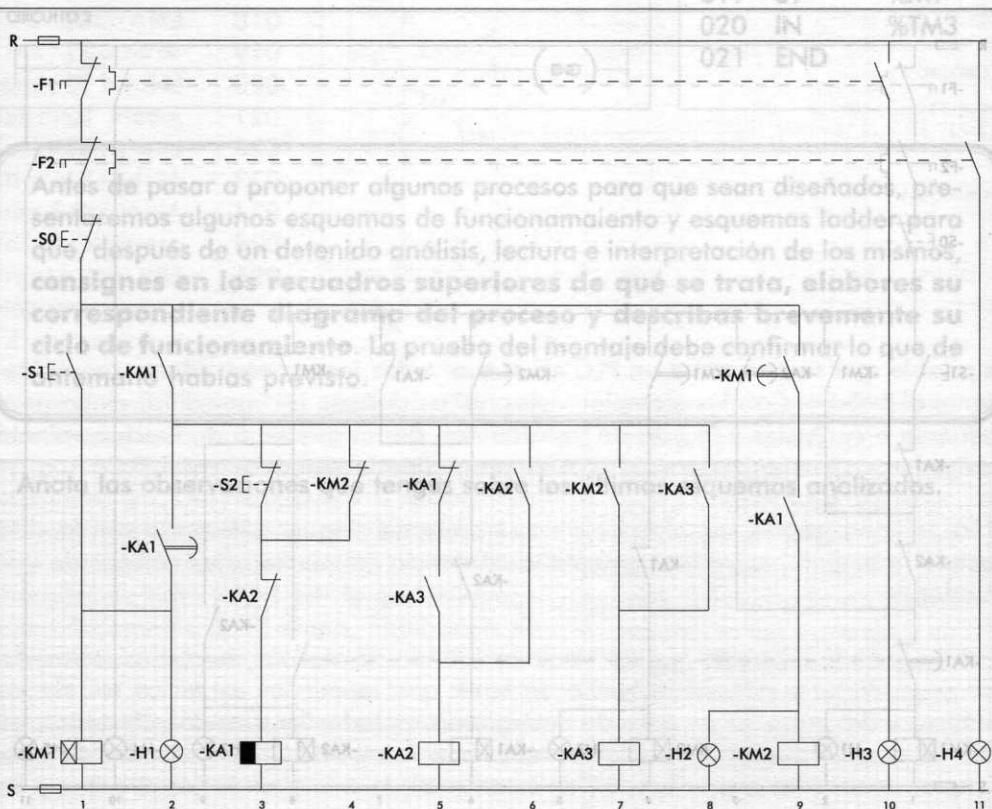 CIRCUITO 2
020 IN %TM3
021 END
R
-F1
-F2
Antes de pasar a proponer algunos procesos para que sean diseñados, pre-
sentaremos algunos esquemas de funcionamaiento y esquemas ladder para
que, después de un detenido análisis, lectura e interpretación de los mismos,
consignes en los recuadros superiores de qué se trata, elabores su
correspondiente diagrama del proceso y describas brevemente su
ciclo de funcionamiento. La prueba del montaje debe confirmar lo que de
antemano habías previsto.
-S0
-S1 -KM1 -KM1
Anota las observaciones que tengas sobre los últimos esquemas analizados.
-S2 -KM2 -KA1 -KA2 -KM2 -KA3 -KA1
-KA1
-KA2 -KA3
-KM1 -H1 -KA1 -KA2 -KA3 -H2 -KA2 -H3 -H4
S
1 2 3 4 5 6 7 8 9 10 11